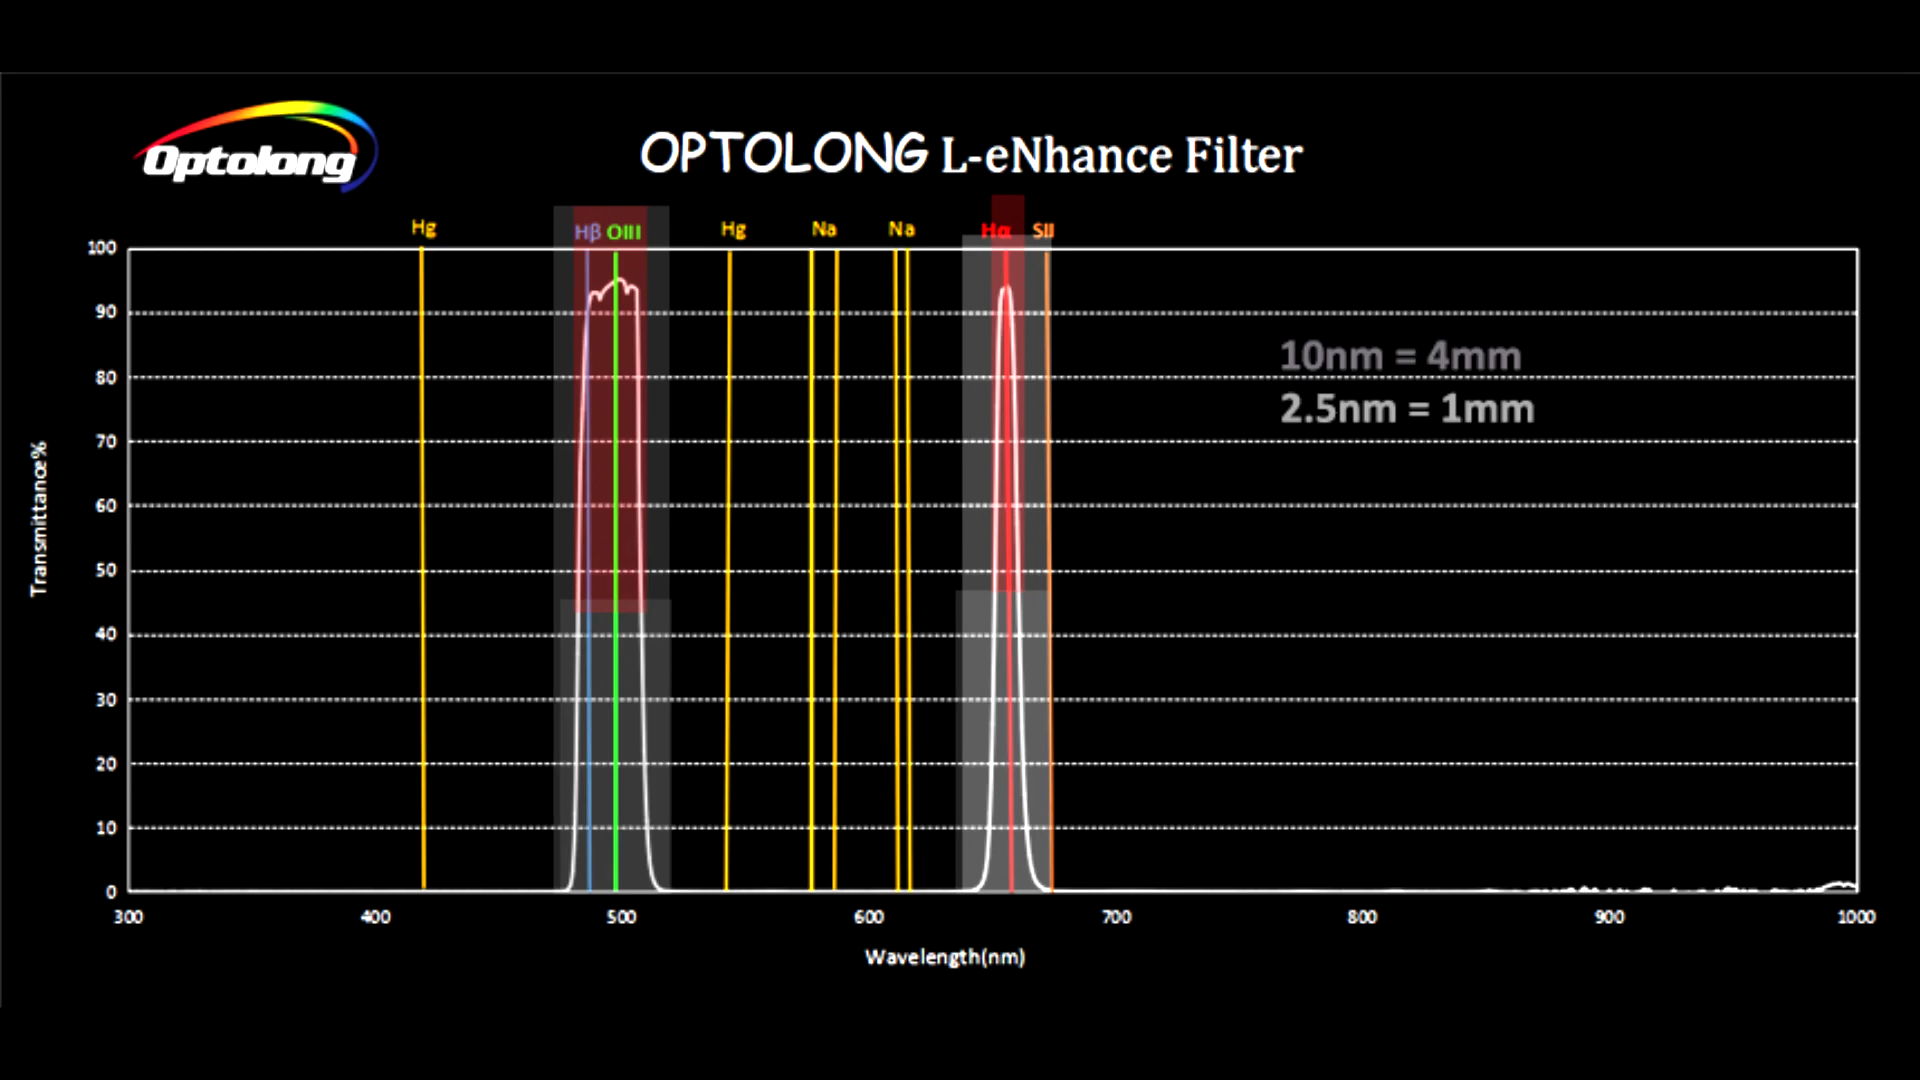 Optolong
OPTOLONG L-eNhance Filter
Hg Hβ OIII Hg Na Na Hα SII
100
90
80
70
60
50
40
30
20
10
0
10nm = 4mm
2.5nm = 1mm
Transmittance%
300 400 500 600 700 800 900 1000
Wavelength(nm)